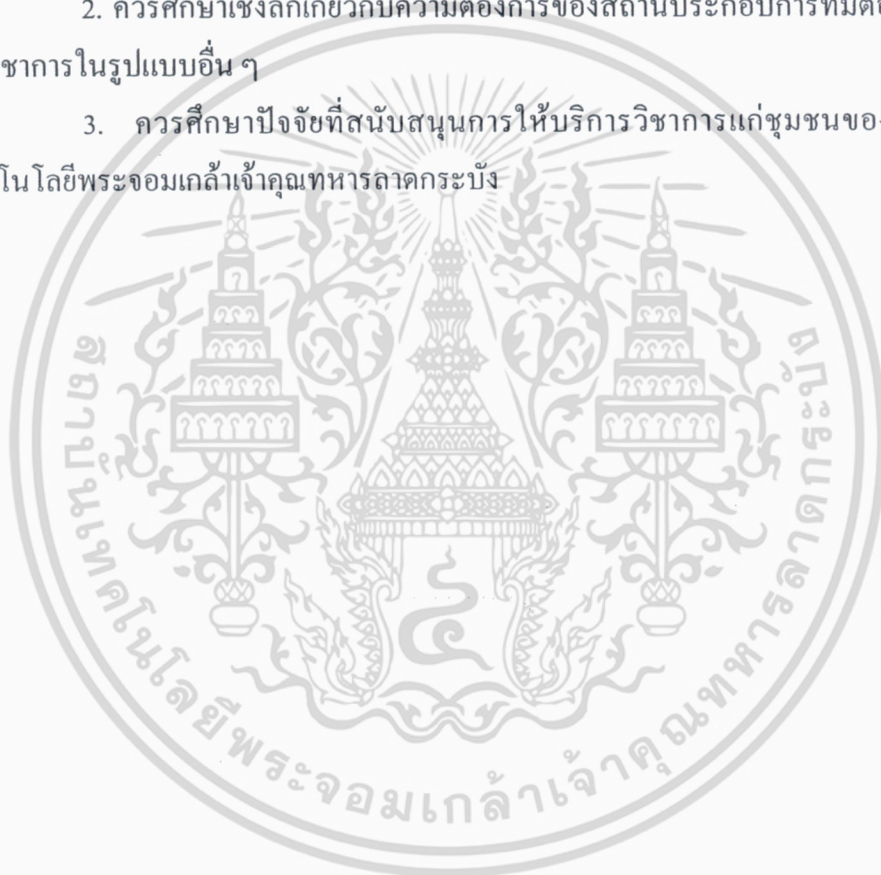 2. ควรศึกษาเชิงลึกเกี่ยวกับความต้องการของสถานประกอบการที่มีต่อ
ชาการในรูปแบบอื่น ๆ
3. ควรศึกษาปัจจัยที่สนับสนุนการให้บริการวิชาการแก่ชุมชนของ
โนโลยีพระจอมเกล้าเจ้าคุณทหารลาดกระบัง
สถาบันเทคโนโลยีพระจอมเกล้าเจ้าคุณทหารลาดกระบัง
๔